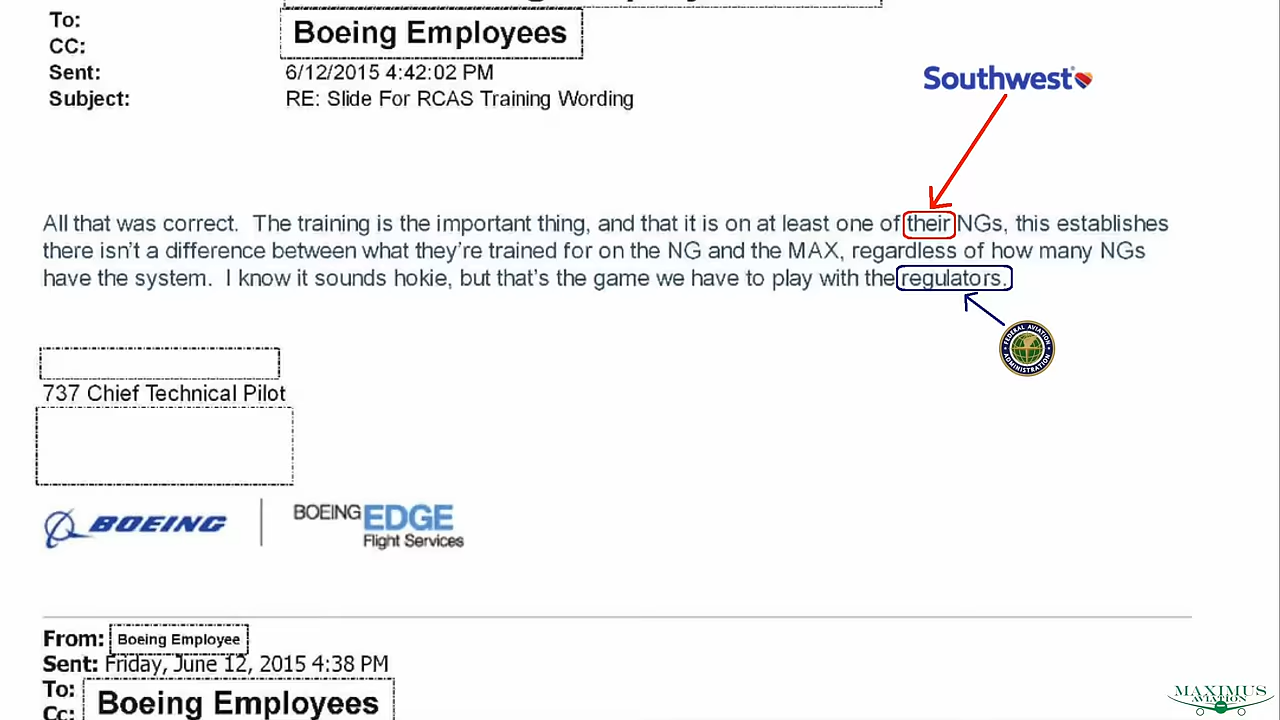 To:
CC:
Boeing Employees
Sent: 6/12/2015 4:42:02 PM
Subject: RE: Slide For RCAS Training Wording
Southwest
All that was correct. The training is the important thing, and that it is on at least one of their NGs, this establishes
there isn't a difference between what they're trained for on the NG and the MAX, regardless of how many NGs
have the system. I know it sounds hokie, but that's the game we have to play with the regulators.
FEDERAL AVIATION ADMINISTRATION
737 Chief Technical Pilot
BOEING
BOEING EDGE
Flight Services
From: Boeing Employee
Sent: Friday, June 12, 2015 4:38 PM
To: Boeing Employees
Cc:
MAXIMUS
AVIATION